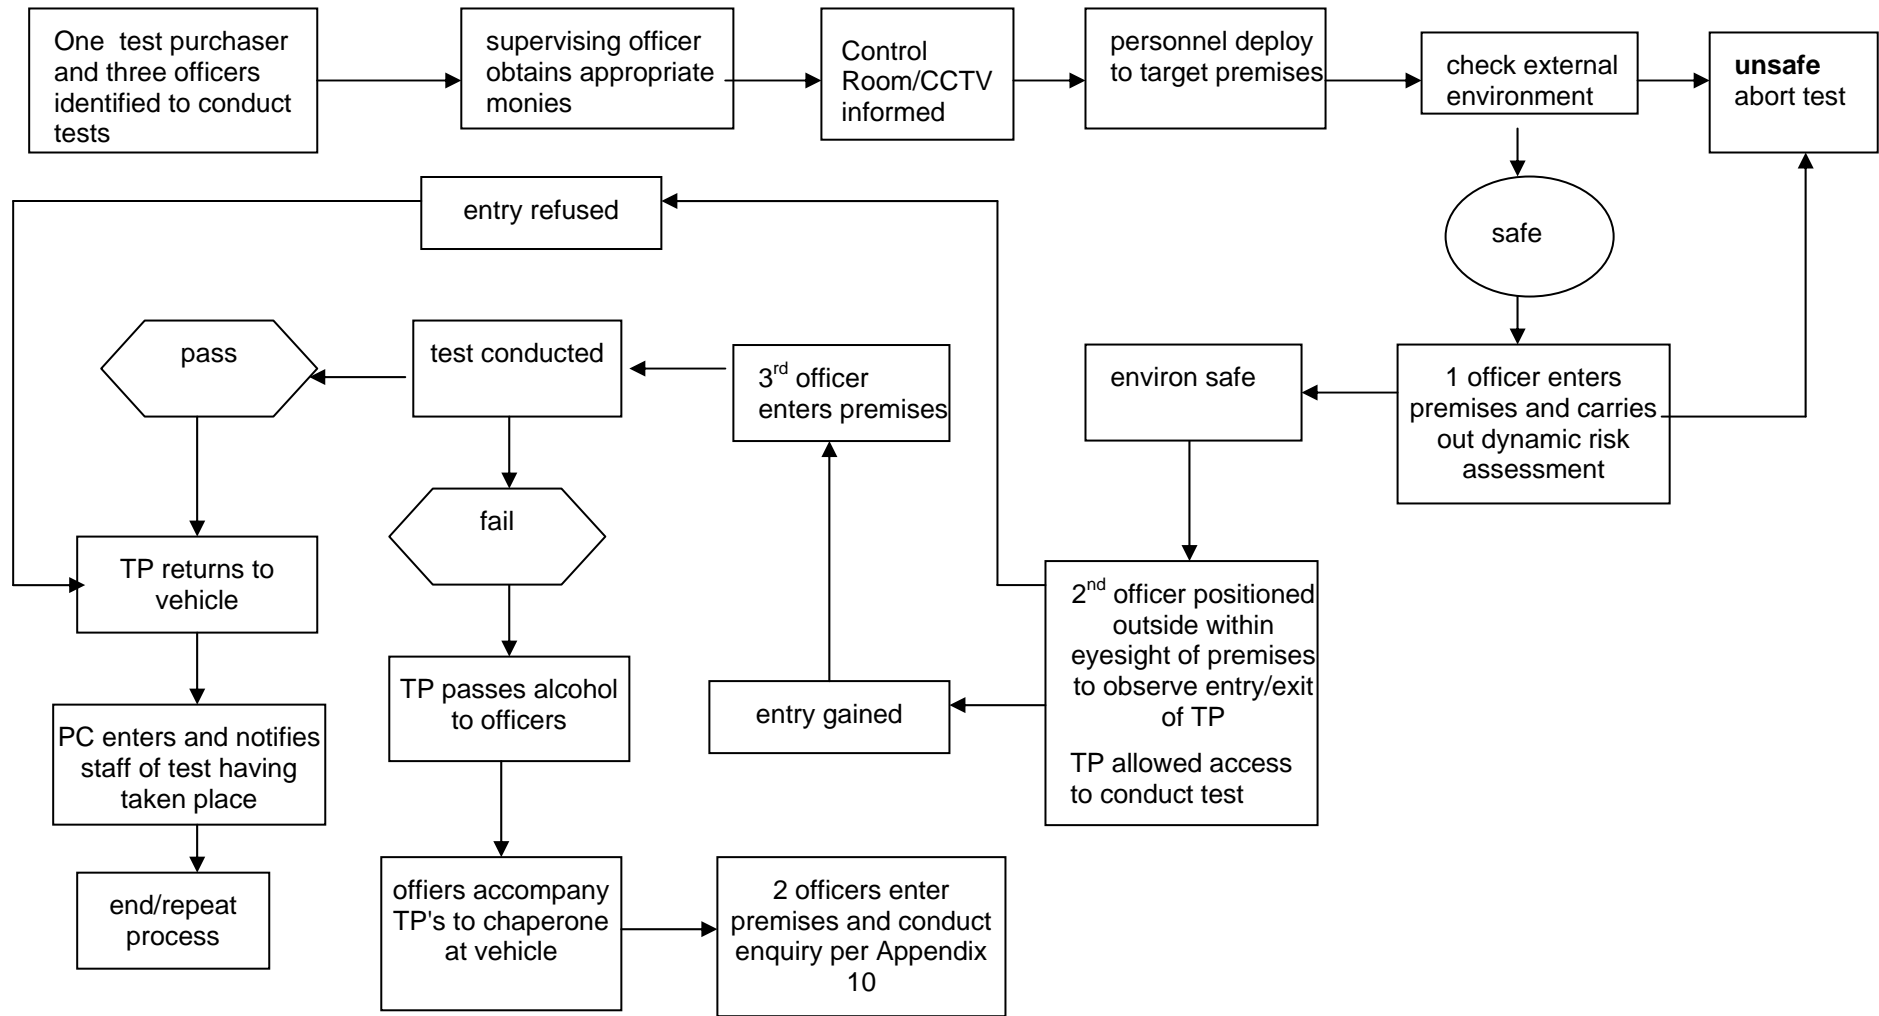 One test purchaser
and three officers
identified to conduct
tests
supervising officer
obtains appropriate
monies
Control
Room/CCTV
informed
personnel deploy
to target premises
check external
environment
unsafe
abort test
safe
entry refused
pass
test conducted
3rd officer
enters premises
environ safe
1 officer enters
premises and carries
out dynamic risk
assessment
fail
TP returns to
vehicle
2nd officer positioned
outside within
eyesight of premises
to observe entry/exit
of TP
TP allowed access
to conduct test
entry gained
TP passes alcohol
to officers
PC enters and notifies
staff of test having
taken place
end/repeat
process
offiers accompany
TP's to chaperone
at vehicle
2 officers enter
premises and conduct
enquiry per Appendix
10